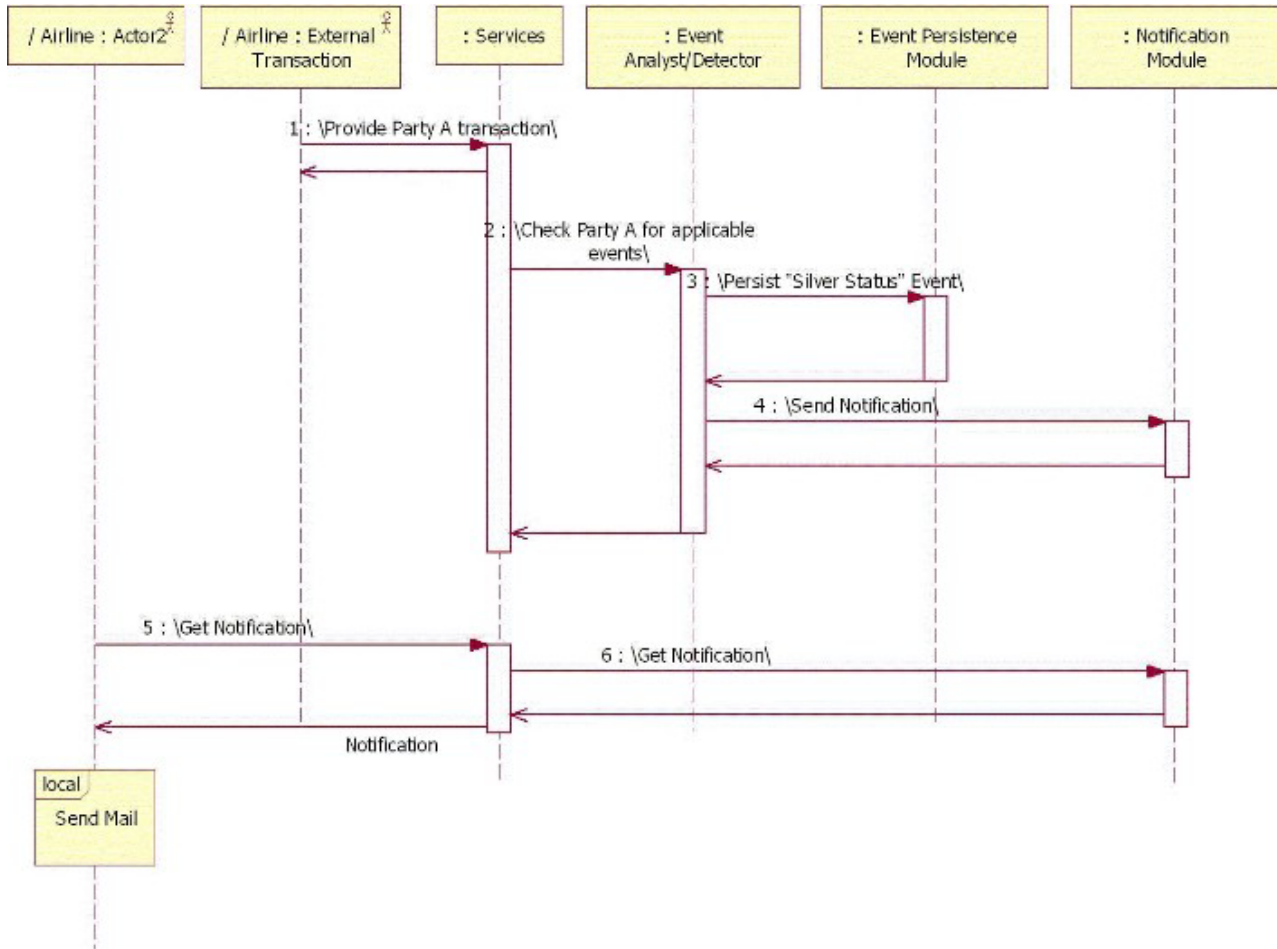 / Airline : Actor2
/ Airline : External
Transaction
: Services
: Event
Analyst/Detector
: Event Persistence
Module
: Notification
Module
1 : \Provide Party A transaction\
2 : \Check Party A for applicable
events\
3 : \Persist "Silver Status" Event\
4 : \Send Notification\
5 : \Get Notification\
6 : \Get Notification\
Notification
local
Send Mail